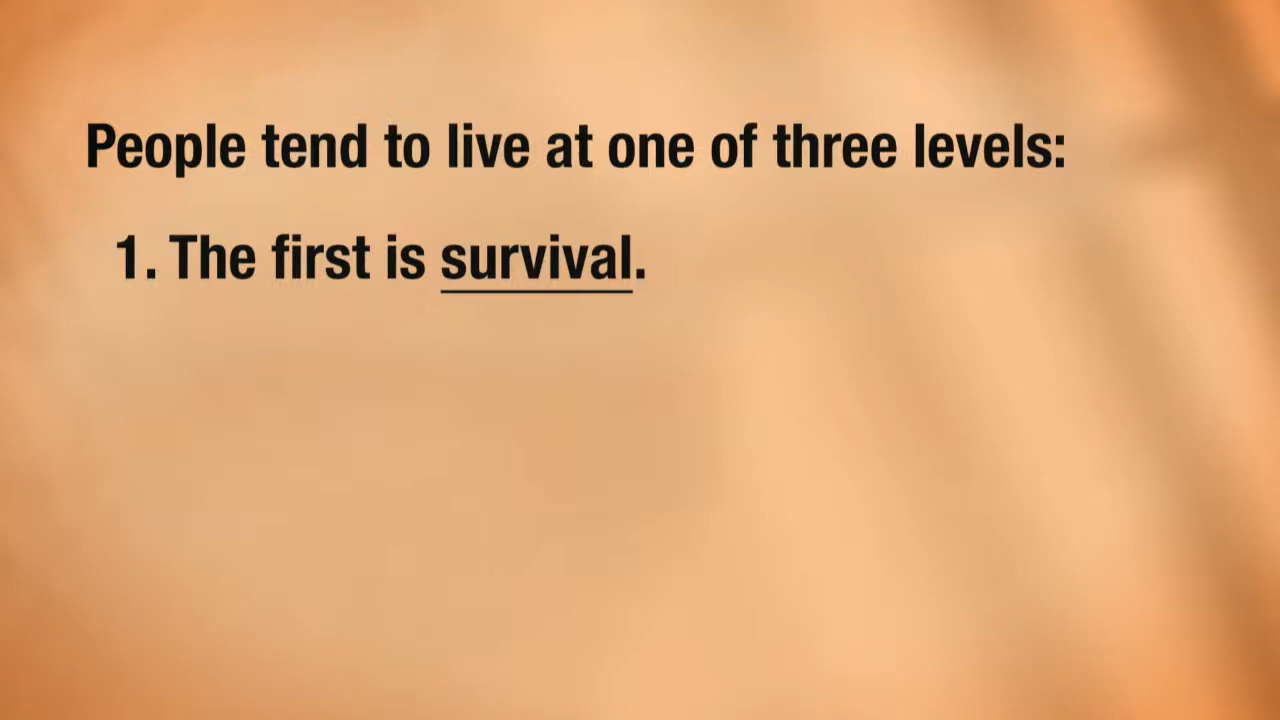 People tend to live at one of three levels:
1. The first is survival.